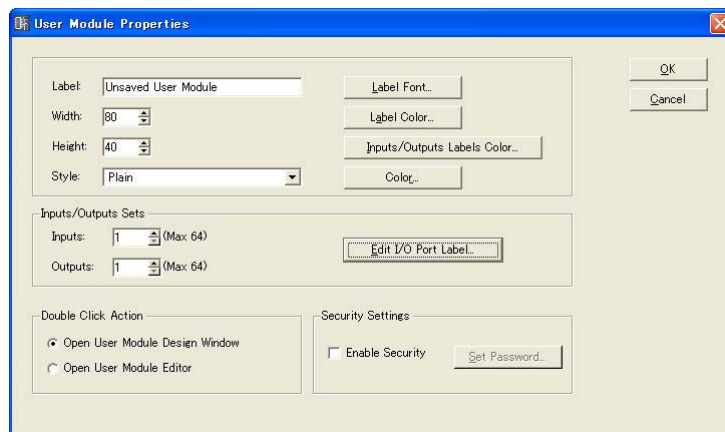 User Module Properties
Label: Unsaved User Module Label Font... OK
Width: 80 Label Color... Cancel
Height: 40 Inputs/Outputs Labels Color...
Style: Plain Color...
Inputs/Outputs Sets
Inputs: 1 (Max 64)
Edit I/O Port Label...
Outputs: 1 (Max 64)
Double Click Action
Open User Module Design Window
Open User Module Editor
Security Settings
Enable Security Set Password...